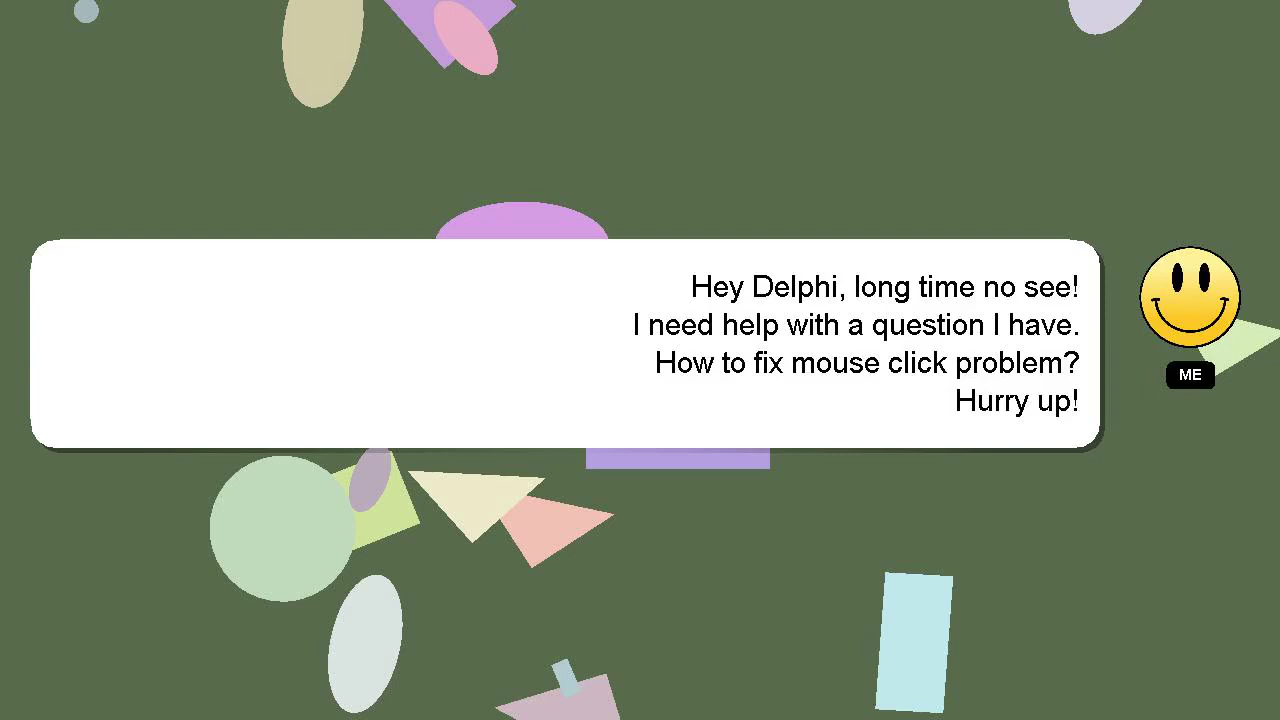 Hey Delphi, long time no see!
I need help with a question I have.
How to fix mouse click problem?
Hurry up!
ME